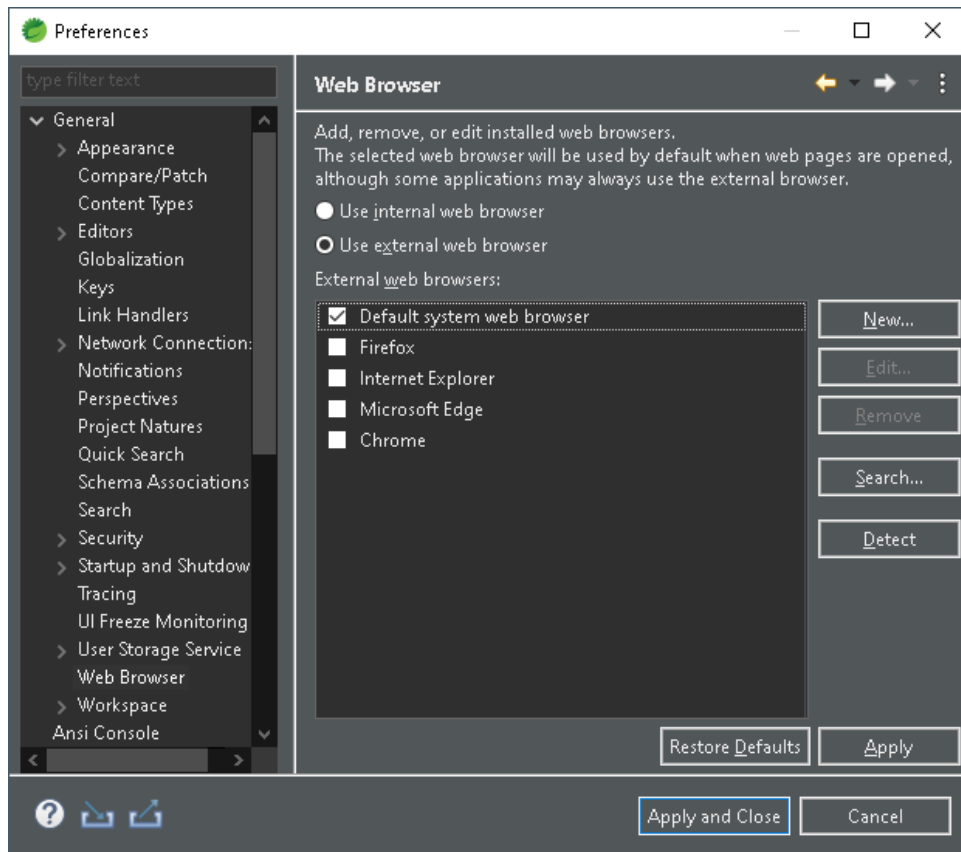 Preferences
type filter text
General
Appearance
Compare/Patch
Content Types
Editors
Globalization
Keys
Link Handlers
Network Connection:
Notifications
Perspectives
Project Natures
Quick Search
Schema Associations
Search
Security
Startup and Shutdow
Tracing
UI Freeze Monitoring
User Storage Service
Web Browser
Workspace
Ansi Console
Web Browser
Add, remove, or edit installed web browsers.
The selected web browser will be used by default when web pages are opened,
although some applications may always use the external browser.
Use internal web browser
Use external web browser
External web browsers:
Default system web browser
Firefox
Internet Explorer
Microsoft Edge
Chrome
New...
Edit...
Remove
Search...
Detect
Restore Defaults
Apply
Apply and Close
Cancel